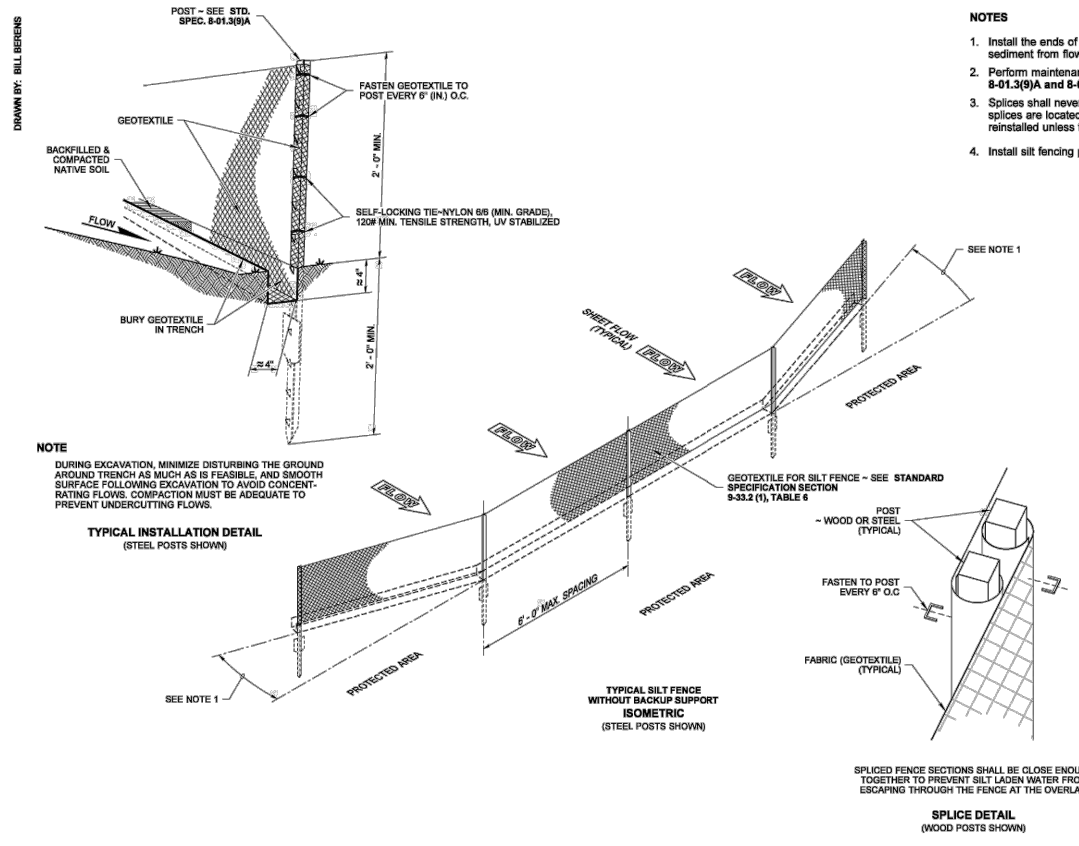 DRAWN BY: BILL BERENS
POST ~ SEE STD.
SPEC. 8-01.3(9)A
FASTEN GEOTEXTILE TO
POST EVERY 6" (IN.) O.C.
GEOTEXTILE
BACKFILLED &
COMPACTED
NATIVE SOIL
2' - 0" MIN.
SELF-LOCKING TIE~NYLON 6/6 (MIN. GRADE),
120# MIN. TENSILE STRENGTH, UV STABILIZED
FLOW
≈ 4"
BURY GEOTEXTILE
IN TRENCH
≈ 4"
2' - 0" MIN.
NOTE
DURING EXCAVATION, MINIMIZE DISTURBING THE GROUND
AROUND TRENCH AS MUCH AS IS FEASIBLE, AND SMOOTH
SURFACE FOLLOWING EXCAVATION TO AVOID CONCENT-
RATING FLOWS. COMPACTION MUST BE ADEQUATE TO
PREVENT UNDERCUTTING FLOWS.
TYPICAL INSTALLATION DETAIL
(STEEL POSTS SHOWN)
NOTES
1. Install the ends of
sediment from flow
2. Perform maintenan
8-01.3(9)A and 8-
3. Splices shall never
splices are located
reinstalled unless
4. Install silt fencing
SEE NOTE 1
FLOW
SHEET FLOW
(TYPICAL)
FLOW
PROTECTED AREA
FLOW
FLOW
GEOTEXTILE FOR SILT FENCE ~ SEE STANDARD
SPECIFICATION SECTION
9-33.2 (1), TABLE 6
6' - 0" MAX. SPACING
PROTECTED AREA
PROTECTED AREA
SEE NOTE 1
TYPICAL SILT FENCE
WITHOUT BACKUP SUPPORT
ISOMETRIC
(STEEL POSTS SHOWN)
POST
~ WOOD OR STEEL
(TYPICAL)
FASTEN TO POST
EVERY 6" O.C
FABRIC (GEOTEXTILE)
(TYPICAL)
SPLICED FENCE SECTIONS SHALL BE CLOSE ENOU
TOGETHER TO PREVENT SILT LADEN WATER FRO
ESCAPING THROUGH THE FENCE AT THE OVERLA
SPLICE DETAIL
(WOOD POSTS SHOWN)